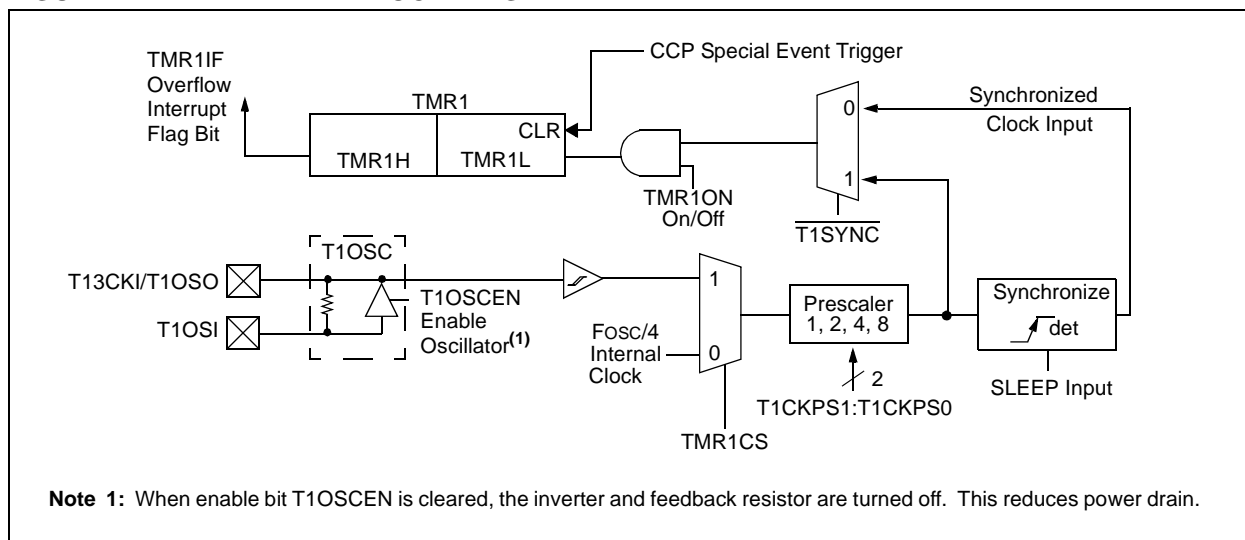 TMR1IF
Overflow
Interrupt
Flag Bit
TMR1
CLR
TMR1H
TMR1L
CCP Special Event Trigger
TMR1ON
On/Off
0
1
T1SYNC
Synchronized
Clock Input
T1OSC
T13CKI/T1OSO
T1OSI
T1OSCEN
Enable
Oscillator(1)
FOSC/4
Internal
Clock
1
0
TMR1CS
Prescaler
1, 2, 4, 8
2
T1CKPS1:T1CKPS0
Synchronize
det
SLEEP Input
Note 1: When enable bit T1OSCEN is cleared, the inverter and feedback resistor are turned off. This reduces power drain.